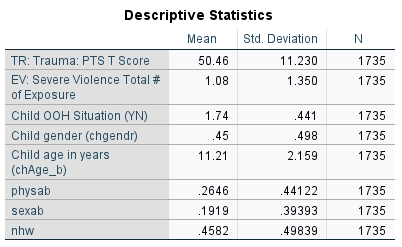 Descriptive Statistics
Mean Std. Deviation N
TR: Trauma: PTS T Score 50.46 11.230 1735
EV: Severe Violence Total # 1.08 1.350 1735
of Exposure
Child OOH Situation (YN) 1.74 .441 1735
Child gender (chgendr) .45 .498 1735
Child age in years 11.21 2.159 1735
(chAge_b)
physab .2646 .44122 1735
sexab .1919 .39393 1735
nhw .4582 .49839 1735